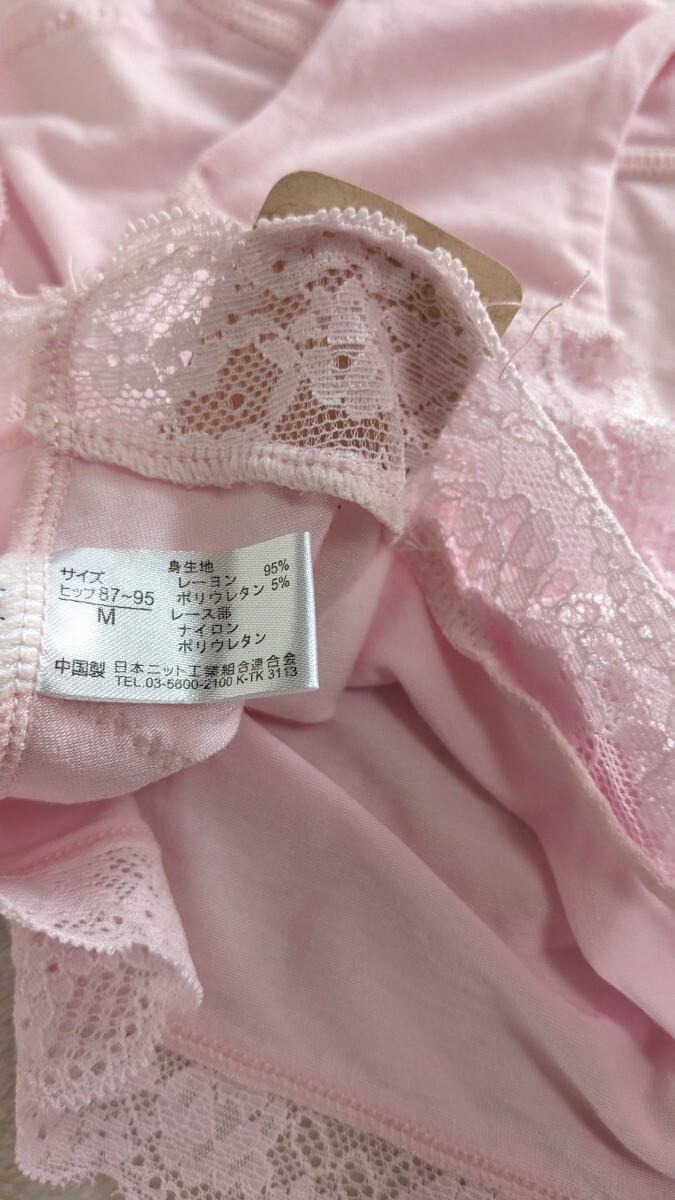 サイズ
ヒップ87~95
M
身生地
レーヨン 95%
ポリウレタン 5%
レース部
ナイロン
ポリウレタン
中国製 日本ニット工業組合連合会
TEL.03-5600-2100 K-TK 3113